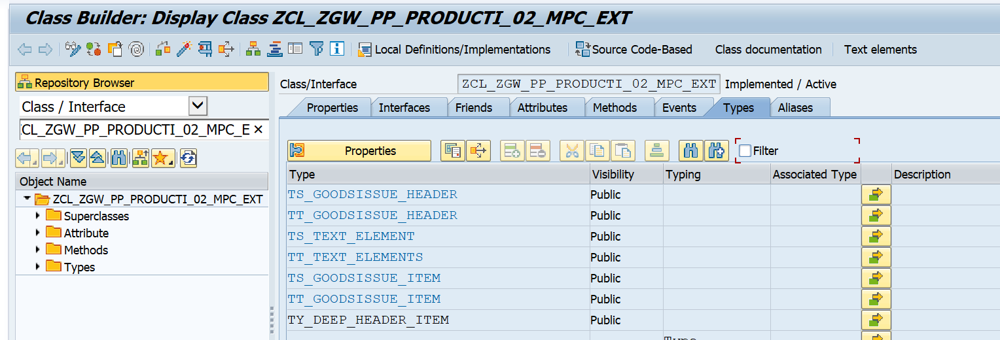 Class Builder: Display Class ZCL_ZGW_PP_PRODUCTI_02_MPC_EXT
Local Definitions/Implementations Source Code-Based Class documentation Text elements
Repository Browser
Class / Interface
ZCL_ZGW_PP_PRODUCTI_02_MPC_E
Object Name
ZCL_ZGW_PP_PRODUCTI_02_MPC_EXT
Superclasses
Attribute
Methods
Types
Class/Interface ZCL_ZGW_PP_PRODUCTI_02_MPC_EXT Implemented / Active
Properties Interfaces Friends Attributes Methods Events Types Aliases
Properties Filter
Type Visibility Typing Associated Type Description
TS_GOODSISSUE_HEADER Public
TT_GOODSISSUE_HEADER Public
TS_TEXT_ELEMENT Public
TT_TEXT_ELEMENTS Public
TS_GOODSISSUE_ITEM Public
TT_GOODSISSUE_ITEM Public
TY_DEEP_HEADER_ITEM Public